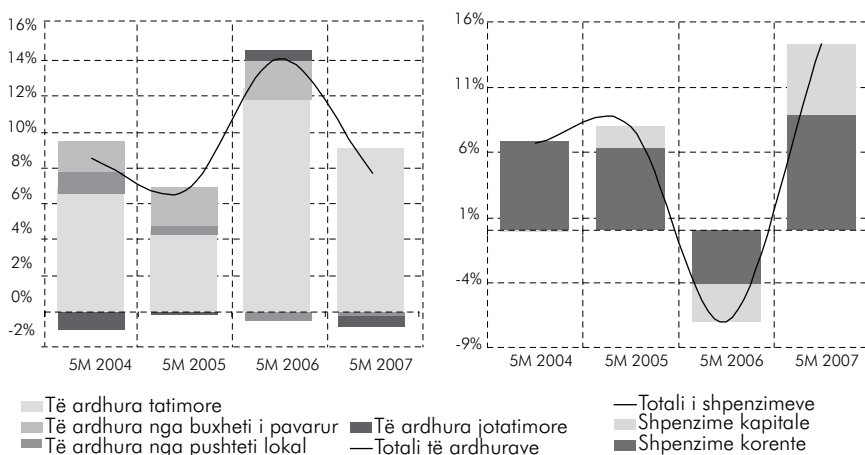 16%
14%
12%
10%
8%
6%
4%
2%
0%
-2%
5M 2004 5M 2005 5M 2006 5M 2007
Të ardhura tatimore
Të ardhura nga buxheti i pavarur
Të ardhura nga pushteti lokal
Të ardhura jotatimore
Totali të ardhurave
16%
11%
6%
1%
-4%
-9%
5M 2004 5M 2005 5M 2006 5M 2007
Totali i shpenzimeve
Shpenzime kapitale
Shpenzime korente